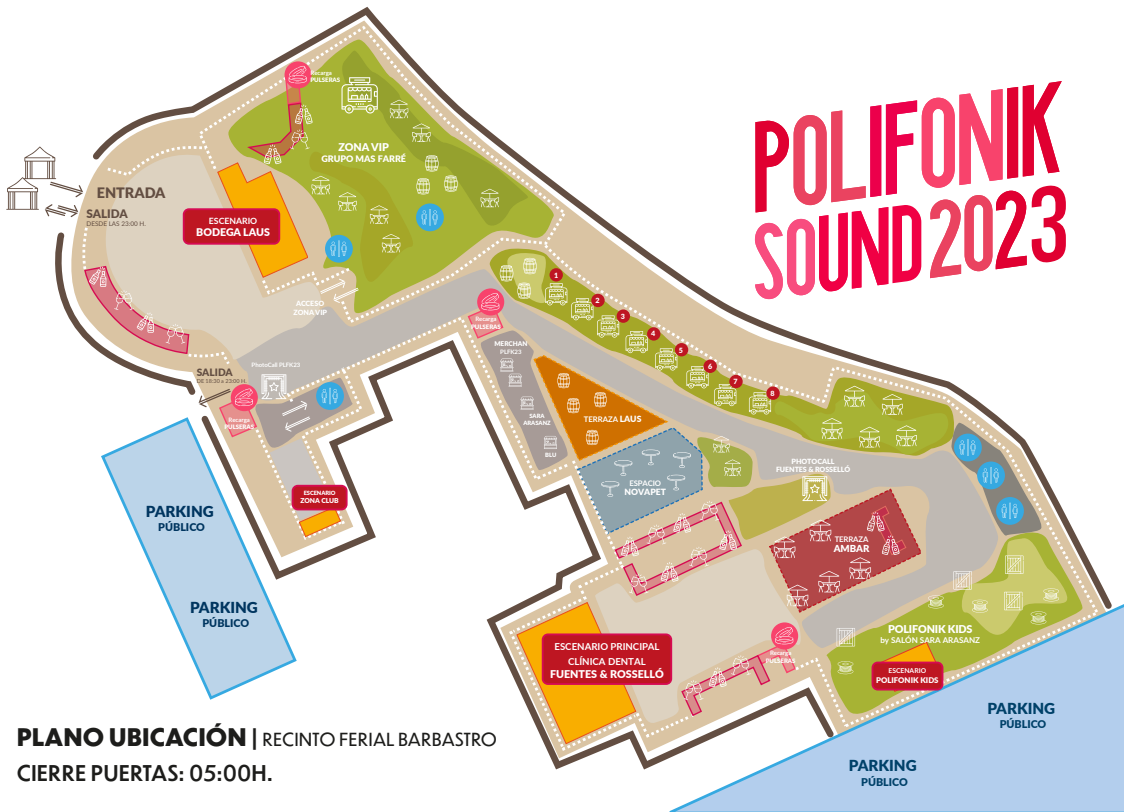 POLIFONIK
SOUND 2023
Recarga
PULSERAS
ZONA VIP
GRUPO MAS FARRÉ
ENTRADA
SALIDA
DESDE LAS 23:00 H.
ESCENARIO
BODEGA LAUS
ACCESO
ZONA VIP
1
2
3
4
5
6
7
8
Recarga
PULSERAS
MERCHAN
PLFK23
SARA
ARASANZ
BLU
TERRAZA LAUS
SALIDA
DE 18:30 a 23:00 H.
PhotoCall PLFK23
Recarga
PULSERAS
ESCENARIO
ZONA CLUB
ESPACIO
NOVAPET
PHOTOCALL
FUENTES & ROSSELLÓ
TERRAZA
AMBAR
PARKING
PÚBLICO
PARKING
PÚBLICO
ESCENARIO PRINCIPAL
CLÍNICA DENTAL
FUENTES & ROSSELLÓ
Recarga
PULSERAS
POLIFONIK KIDS
by SALÓN SARA ARASANZ
ESCENARIO
POLIFONIK KIDS
PARKING
PÚBLICO
PARKING
PÚBLICO
PLANO UBICACIÓN | RECINTO FERIAL BARBASTRO
CIERRE PUERTAS: 05:00H.